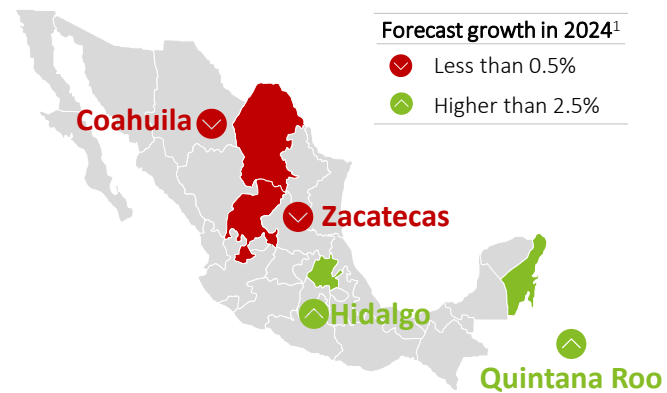 Forecast growth in 2024¹
Less than 0.5%
Higher than 2.5%
Coahuila
Zacatecas
Hidalgo
Quintana Roo